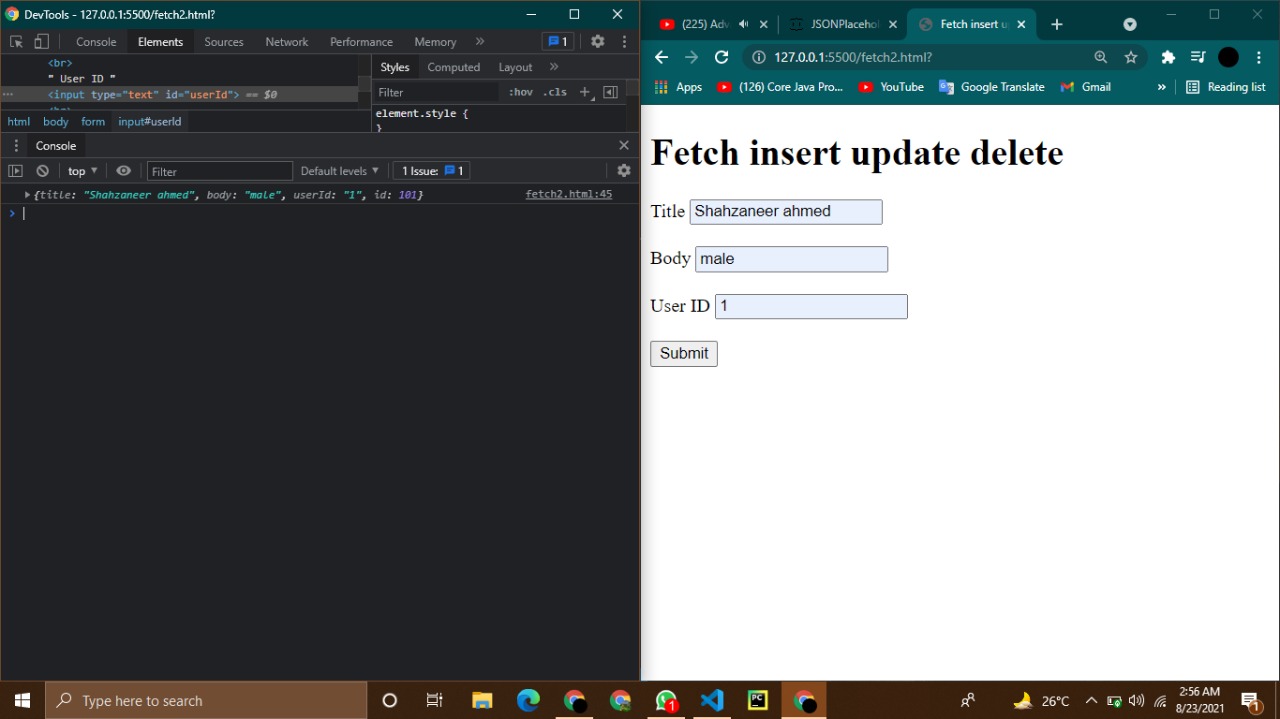 DevTools - 127.0.0.1:5500/fetch2.html?
Console Elements Sources Network Performance Memory » 1
<br>
" User ID "
<input type="text" id="userId"> == $0
html body form input#userId
Styles Computed Layout »
Filter :hov .cls +
element.style {
}
Console
top Filter Default levels 1 Issue: 1
{title: "Shahzaneer ahmed", body: "male", userId: "1", id: 101} fetch2.html:45
>
(225) Adv JSONPlacehol Fetch insert u
127.0.0.1:5500/fetch2.html?
Apps (126) Core Java Pro... YouTube Google Translate Gmail » Reading list
Fetch insert update delete
Title Shahzaneer ahmed
Body male
User ID 1
Submit
Type here to search
PC
1
26°C
2:56 AM
8/23/2021
1